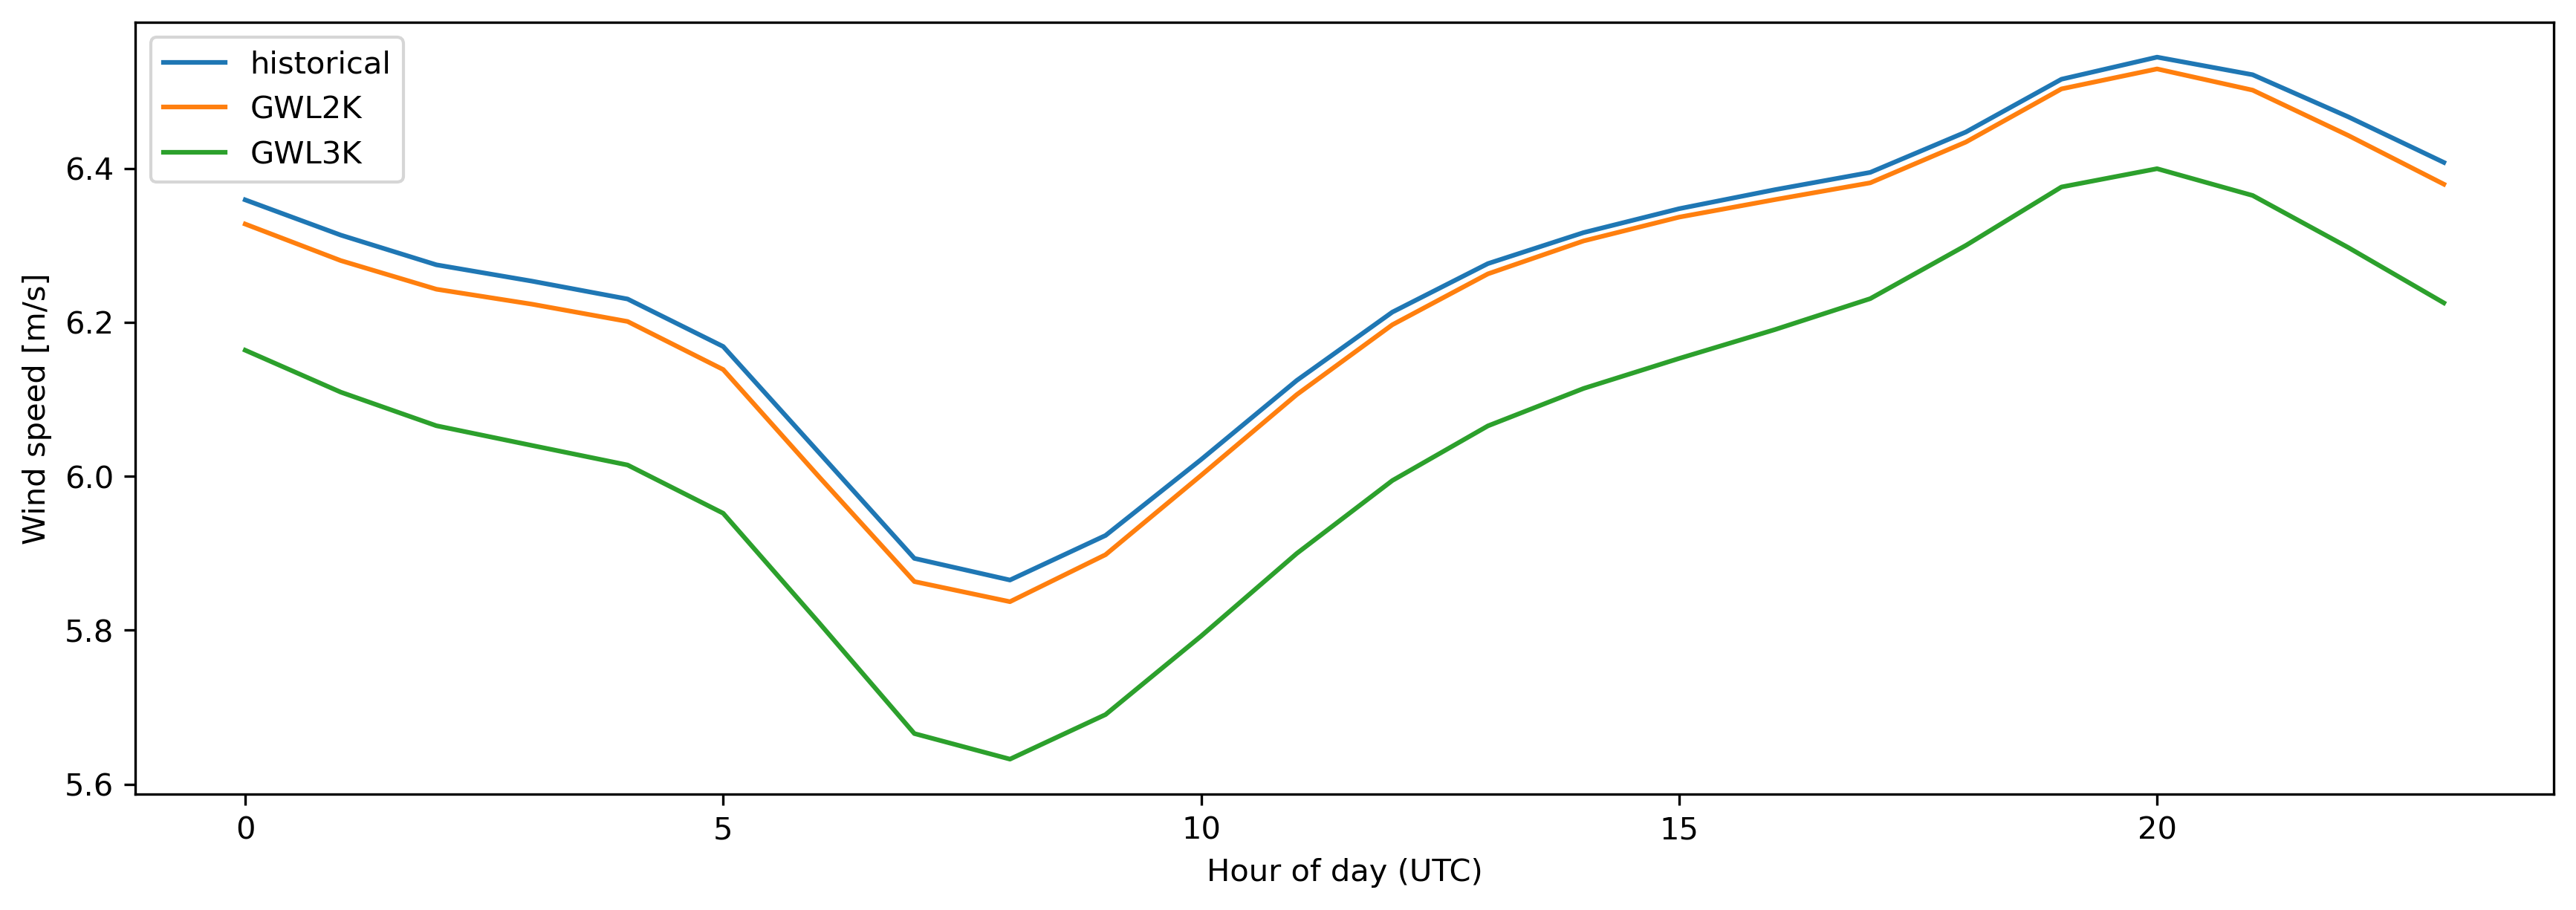 historical
GWL2K
GWL3K
Wind speed [m/s]
6.4
6.2
6.0
5.8
5.6
0 5 10 15 20
Hour of day (UTC)